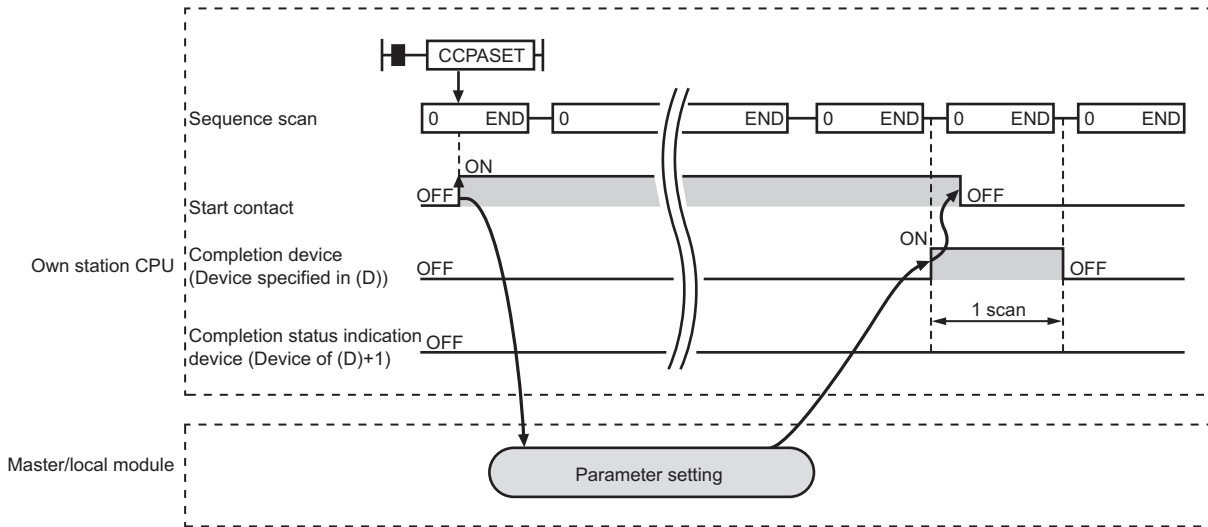 CCPASET
Sequence scan
0 END 0 END 0 END 0 END 0 END
ON
OFF
OFF
Start contact
ON
Own station CPU
Completion device
(Device specified in (D))
OFF
OFF
1 scan
Completion status indication
device (Device of (D)+1)
OFF
Master/local module
Parameter setting